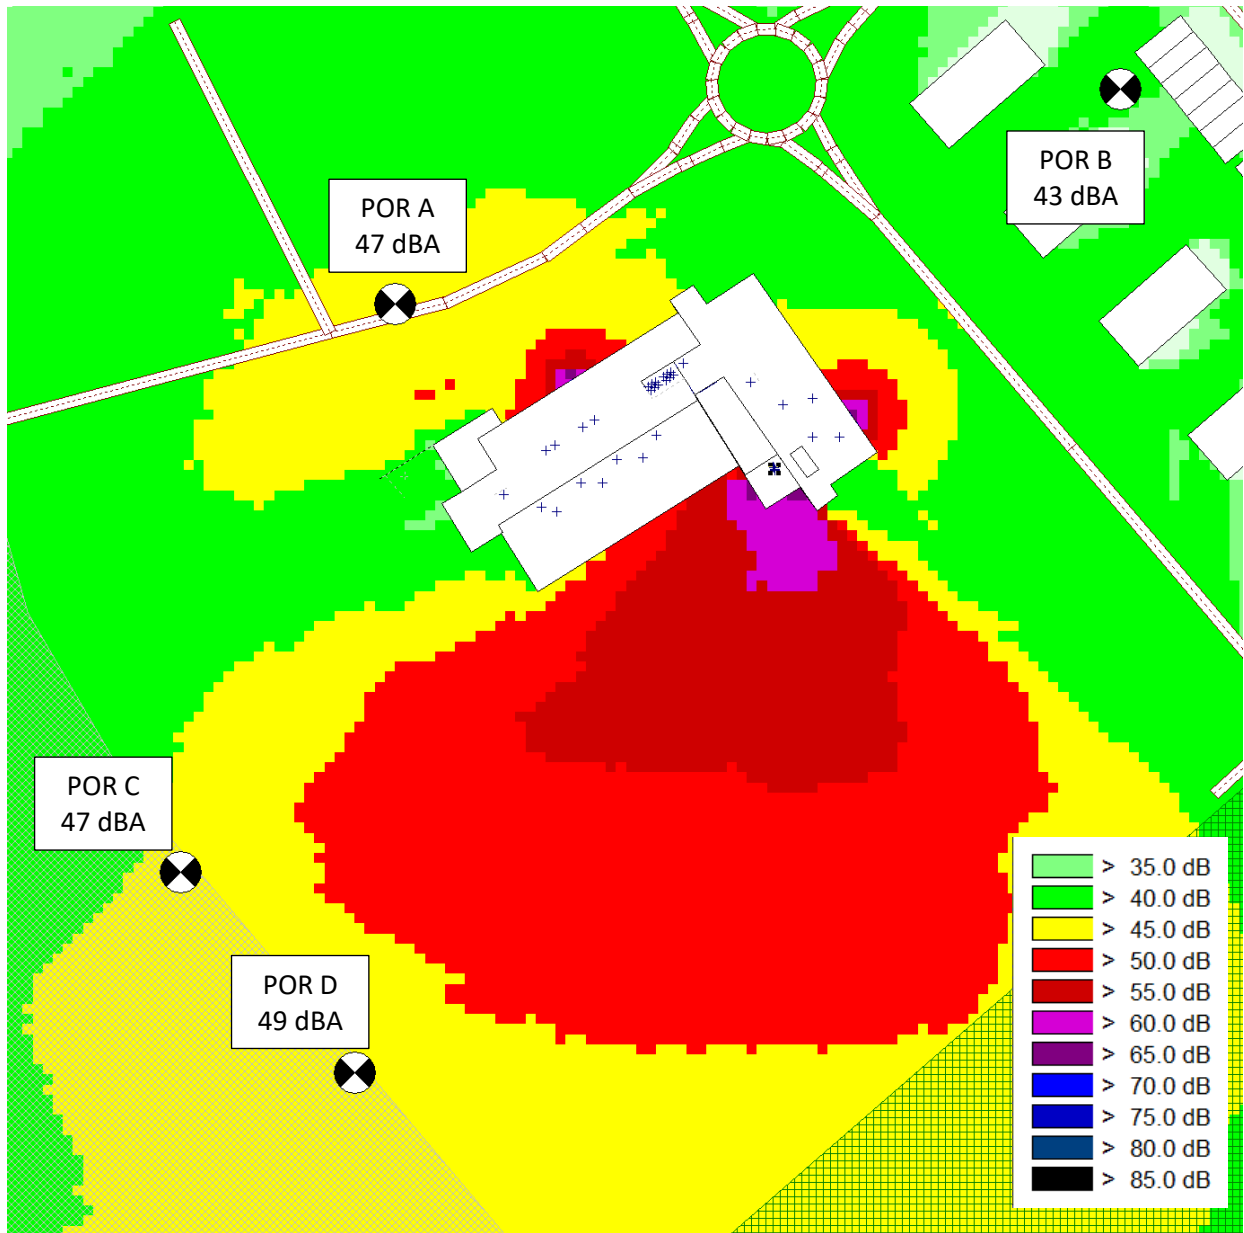 POR A
47 dBA
POR B
43 dBA
POR C
47 dBA
POR D
49 dBA
> 35.0 dB
> 40.0 dB
> 45.0 dB
> 50.0 dB
> 55.0 dB
> 60.0 dB
> 65.0 dB
> 70.0 dB
> 75.0 dB
> 80.0 dB
> 85.0 dB